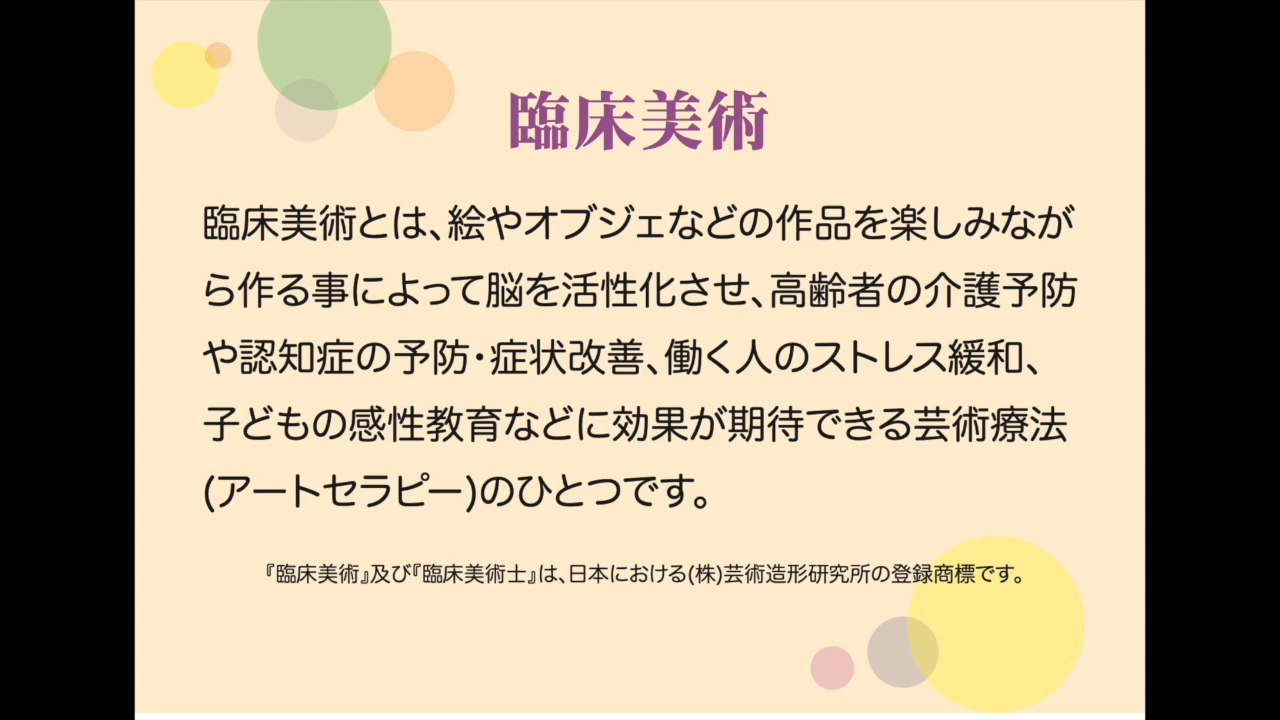 臨床美術
臨床美術とは、絵やオブジェなどの作品を楽しみなが
ら作る事によって脳を活性化させ、高齢者の介護予防
や認知症の予防・症状改善、働く人のストレス緩和、
子どもの感性教育などに効果が期待できる芸術療法
(アートセラピー)のひとつです。
『臨床美術』及び『臨床美術士』は、日本における(株)芸術造形研究所の登録商標です。